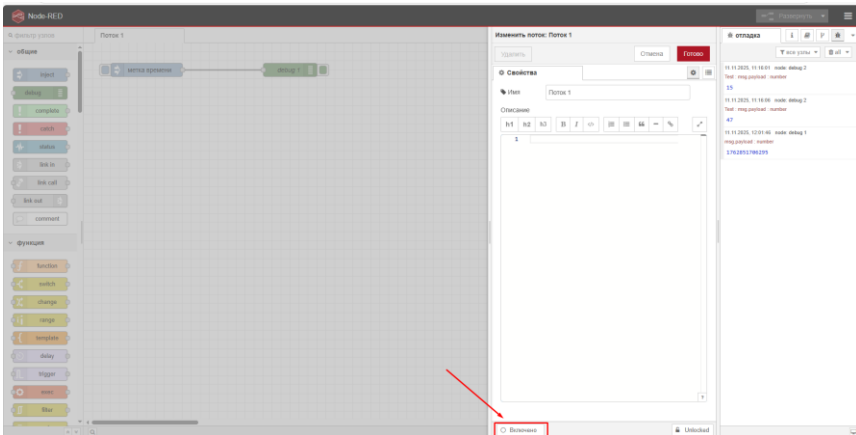 Node-RED
Развернуть
фильтр узлов
Поток 1
Изменить поток: Поток 1
отладка
Удалить
Отмена
Готово
все узлы
all
общие
Свойства
inject
метка времени
debug 1
debug
Имя
Поток 1
complete
Описание
catch
h1 h2 h3 B I </>
status
1
link in
link call
link out
comment
11.11.2025, 11:16:01 node: debug 2
Test : msg.payload : number
15
11.11.2025, 11:16:06 node: debug 2
Test : msg.payload : number
47
11.11.2025, 12:01:46 node: debug 1
msg.payload : number
1762851706295
функция
function
switch
change
range
template
delay
trigger
exec
filter
Включено
Unlocked